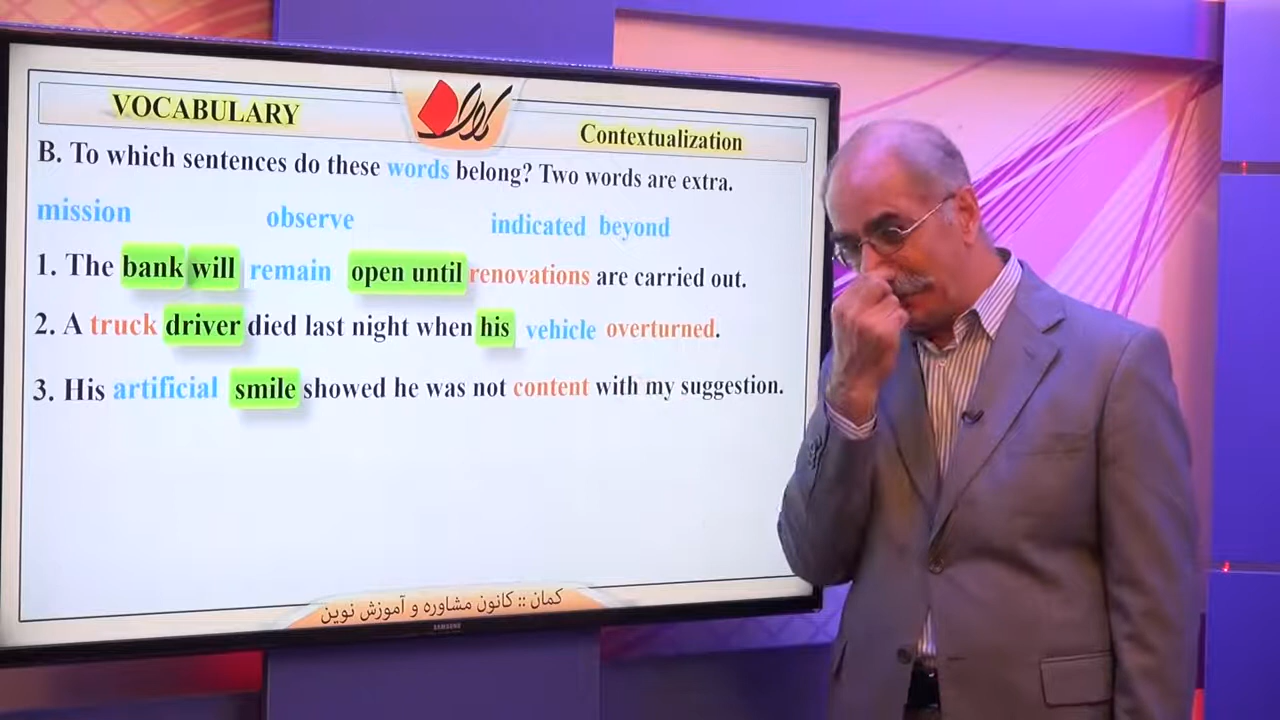 VOCABULARY
کمان
Contextualization
B. To which sentences do these words belong? Two words are extra.
mission observe indicated beyond
1. The bank will remain open until renovations are carried out.
2. A truck driver died last night when his vehicle overturned.
3. His artificial smile showed he was not content with my suggestion.
کمان :: کانون مشاوره و آموزش نوین
SAMSUNG